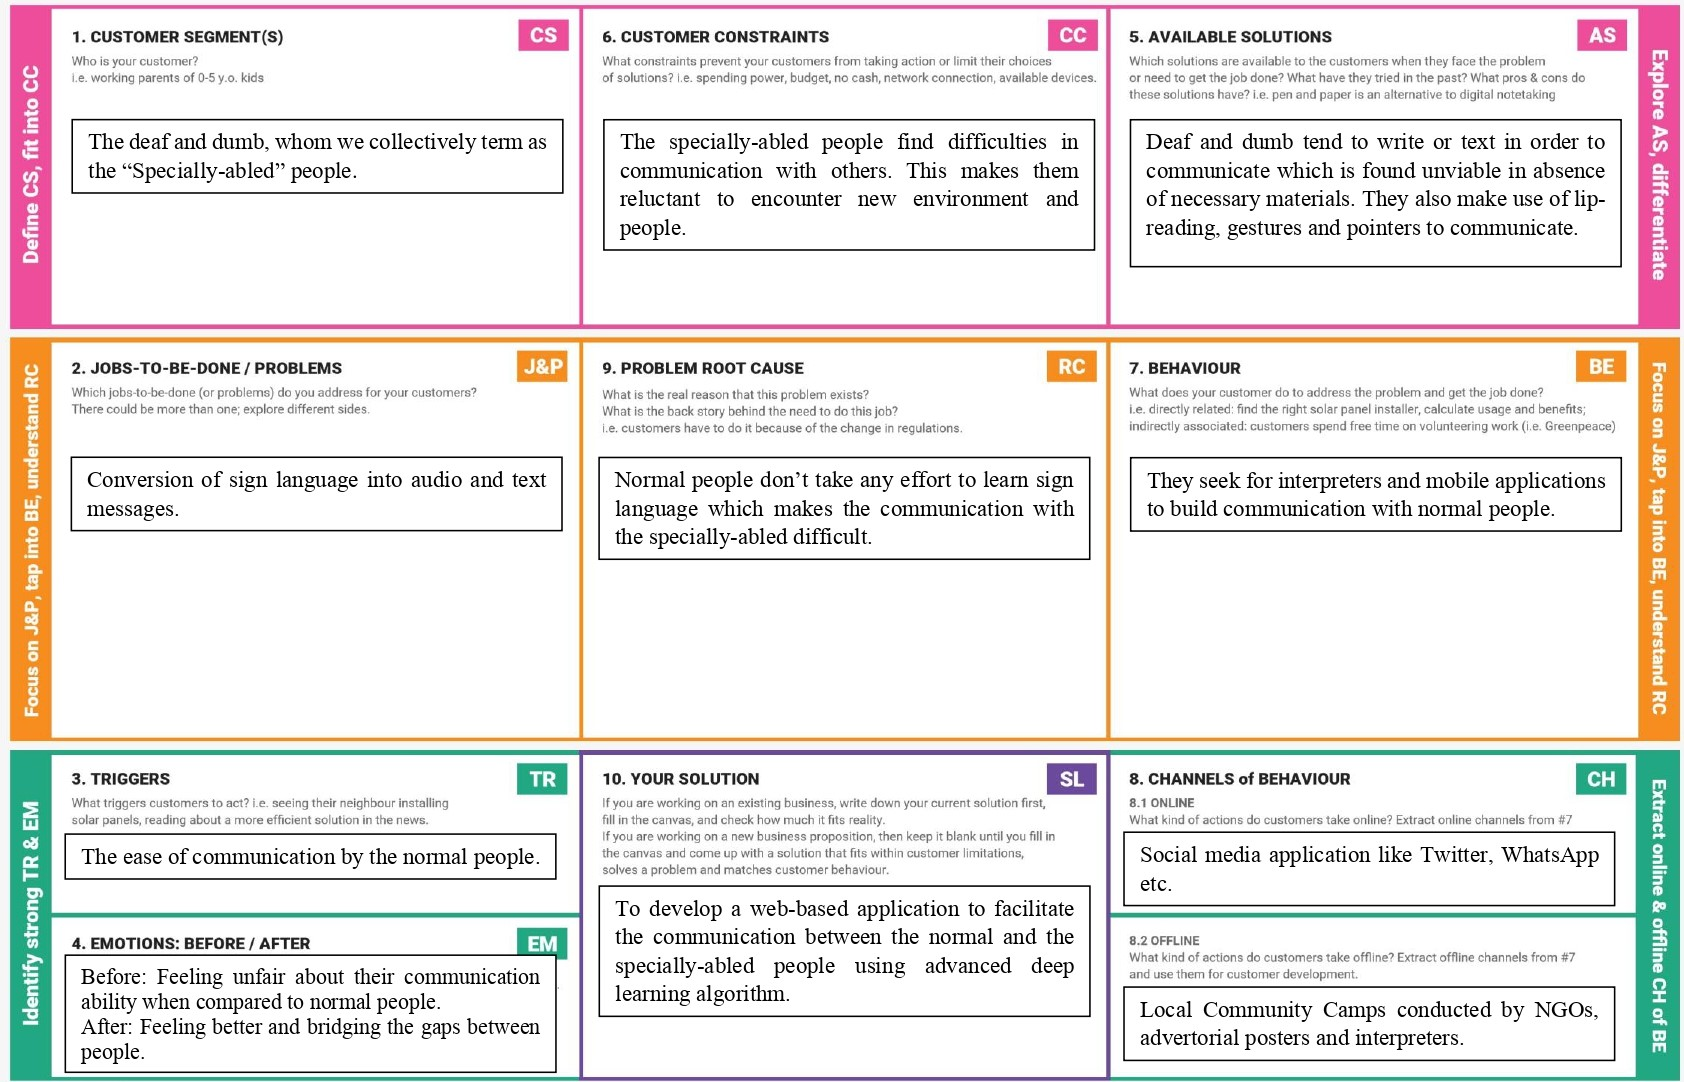 Define CS, fit into CC
1. CUSTOMER SEGMENT(S)
CS
Who is your customer?
i.e. working parents of 0-5 y.o. kids
The deaf and dumb, whom we collectively term as
the “Specially-abled” people.
6. CUSTOMER CONSTRAINTS
CC
What constraints prevent your customers from taking action or limit their choices
of solutions? i.e. spending power, budget, no cash, network connection, available devices.
The specially-abled people find difficulties in
communication with others. This makes them
reluctant to encounter new environment and
people.
5. AVAILABLE SOLUTIONS
AS
Which solutions are available to the customers when they face the problem
or need to get the job done? What have they tried in the past? What pros & cons do
these solutions have? i.e. pen and paper is an alternative to digital notetaking
Deaf and dumb tend to write or text in order to
communicate which is found unviable in absence
of necessary materials. They also make use of lip-
reading, gestures and pointers to communicate.
Explore AS, differentiate
Focus on J&P, tap into BE, understand RC
2. JOBS-TO-BE-DONE / PROBLEMS
J&P
Which jobs-to-be-done (or problems) do you address for your customers?
There could be more than one; explore different sides.
Conversion of sign language into audio and text
messages.
9. PROBLEM ROOT CAUSE
RC
What is the real reason that this problem exists?
What is the back story behind the need to do this job?
i.e. customers have to do it because of the change in regulations.
Normal people don’t take any effort to learn sign
language which makes the communication with
the specially-abled difficult.
7. BEHAVIOUR
BE
What does your customer do to address the problem and get the job done?
i.e. directly related: find the right solar panel installer, calculate usage and benefits;
indirectly associated: customers spend free time on volunteering work (i.e. Greenpeace)
They seek for interpreters and mobile applications
to build communication with normal people.
Focus on J&P, tap into BE, understand RC
Identify strong TR & EM
3. TRIGGERS
TR
What triggers customers to act? i.e. seeing their neighbour installing
solar panels, reading about a more efficient solution in the news.
The ease of communication by the normal people.
4. EMOTIONS: BEFORE / AFTER
EM
Before: Feeling unfair about their communication
ability when compared to normal people.
After: Feeling better and bridging the gaps between
people.
10. YOUR SOLUTION
SL
If you are working on an existing business, write down your current solution first,
fill in the canvas, and check how much it fits reality.
If you are working on a new business proposition, then keep it blank until you fill in
the canvas and come up with a solution that fits within customer limitations,
solves a problem and matches customer behaviour.
To develop a web-based application to facilitate
the communication between the normal and the
specially-abled people using advanced deep
learning algorithm.
8. CHANNELS of BEHAVIOUR
CH
8.1 ONLINE
What kind of actions do customers take online? Extract online channels from #7
Social media application like Twitter, WhatsApp
etc.
8.2 OFFLINE
What kind of actions do customers take offline? Extract offline channels from #7
and use them for customer development.
Local Community Camps conducted by NGOs,
advertorial posters and interpreters.
Extract online & offline CH of BE